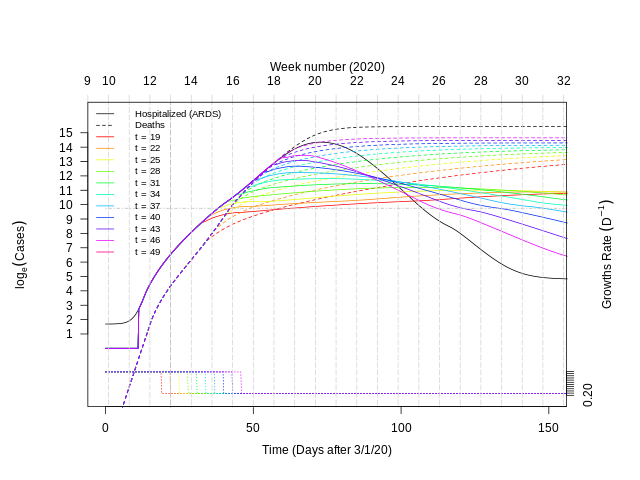 Week number (2020)
9 10 12 14 16 18 20 22 24 26 28 30 32
Hospitalized (ARDS)
Deaths
t = 19
t = 22
t = 25
t = 28
t = 31
t = 34
t = 37
t = 40
t = 43
t = 46
t = 49
15
14
13
12
11
10
9
8
7
6
5
4
3
2
1
logₑ(Cases)
Growths Rate (D⁻¹)
0.20
0 50 100 150
Time (Days after 3/1/20)